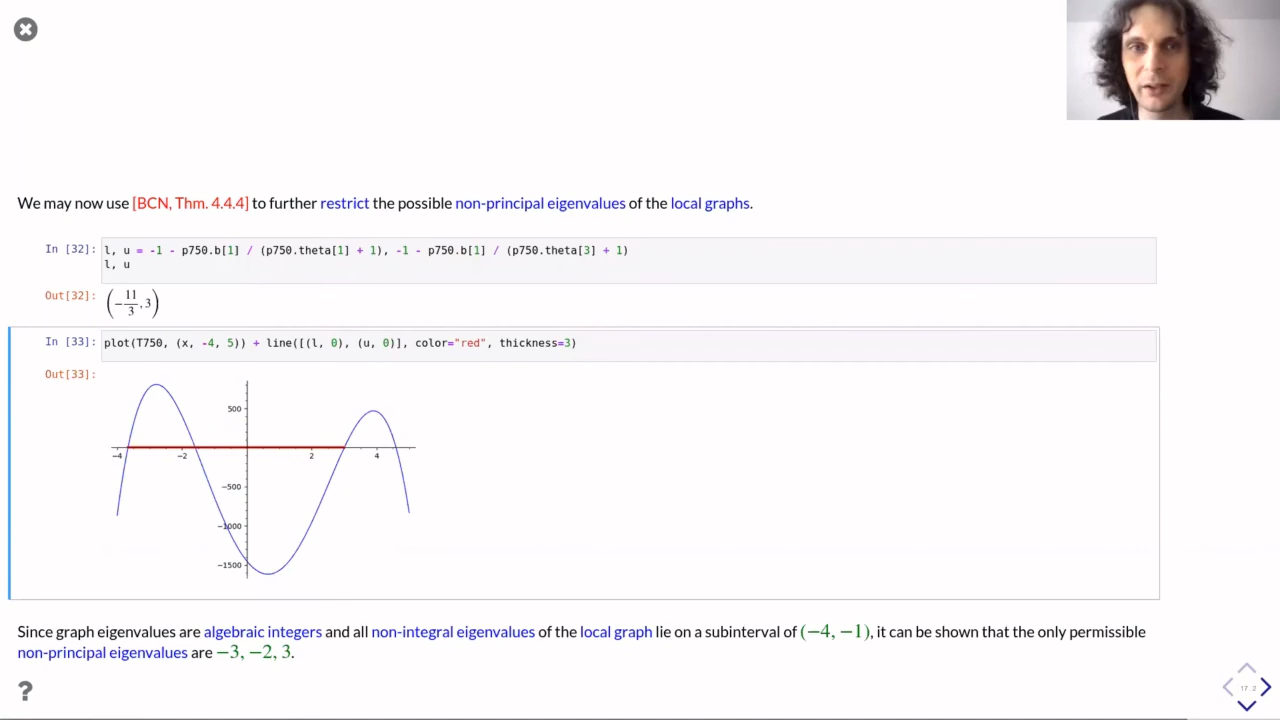 We may now use [BCN, Thm. 4.4.4] to further restrict the possible non-principal eigenvalues of the local graphs.
In [32]: l, u = -1 - p750.b[1] / (p750.theta[1] + 1), -1 - p750.b[1] / (p750.theta[3] + 1)
l, u
Out[32]: (-11/3, 3)
In [33]: plot(T750, (x, -4, 5)) + line([(l, 0), (u, 0)], color="red", thickness=3)
Out[33]:
500
−4 −2 2 4
−500
−1000
−1500
Since graph eigenvalues are algebraic integers and all non-integral eigenvalues of the local graph lie on a subinterval of (−4, −1), it can be shown that the only permissible
non-principal eigenvalues are −3, −2, 3.
?
17.2